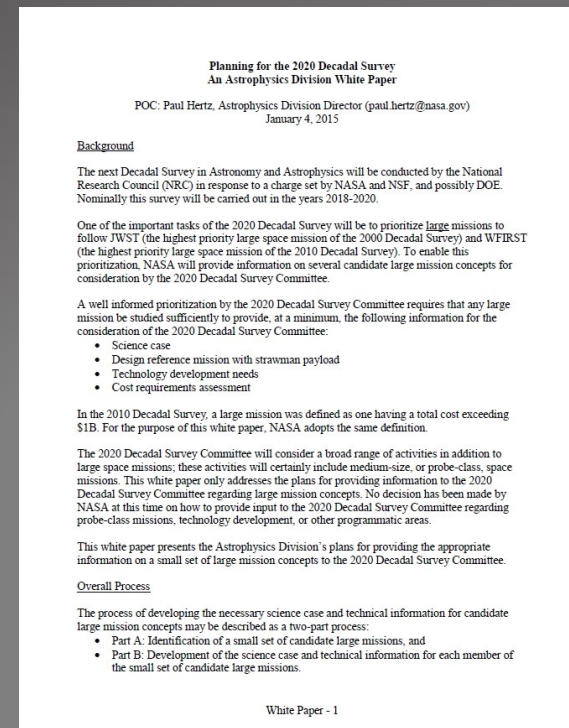 Planning for the 2020 Decadal Survey
An Astrophysics Division White Paper
POC: Paul Hertz, Astrophysics Division Director (paul.hertz@nasa.gov)
January 4, 2015
Background
The next Decadal Survey in Astronomy and Astrophysics will be conducted by the National
Research Council (NRC) in response to a charge set by NASA and NSF, and possibly DOE.
Nominally this survey will be carried out in the years 2018-2020.
One of the important tasks of the 2020 Decadal Survey will be to prioritize large missions to
follow JWST (the highest priority large space mission of the 2000 Decadal Survey) and WFIRST
(the highest priority large space mission of the 2010 Decadal Survey). To enable this
prioritization, NASA will provide information on several candidate large mission concepts for
consideration by the 2020 Decadal Survey Committee.
A well informed prioritization by the 2020 Decadal Survey Committee requires that any large
mission be studied sufficiently to provide, at a minimum, the following information for the
consideration of the 2020 Decadal Survey Committee:
• Science case
• Design reference mission with strawman payload
• Technology development needs
• Cost requirements assessment
In the 2010 Decadal Survey, a large mission was defined as one having a total cost exceeding
$1B. For the purpose of this white paper, NASA adopts the same definition.
The 2020 Decadal Survey Committee will consider a broad range of activities in addition to
large space missions; these activities will certainly include medium-size, or probe-class, space
missions. This white paper only addresses the plans for providing information to the 2020
Decadal Survey Committee regarding large mission concepts. No decision has been made by
NASA at this time on how to provide input to the 2020 Decadal Survey Committee regarding
probe-class missions, technology development, or other programmatic areas.
This white paper presents the Astrophysics Division's plans for providing the appropriate
information on a small set of large mission concepts to the 2020 Decadal Survey Committee.
Overall Process
The process of developing the necessary science case and technical information for candidate
large mission concepts may be described as a two-part process:
• Part A: Identification of a small set of candidate large missions, and
• Part B: Development of the science case and technical information for each member of
the small set of candidate large missions.
White Paper - 1